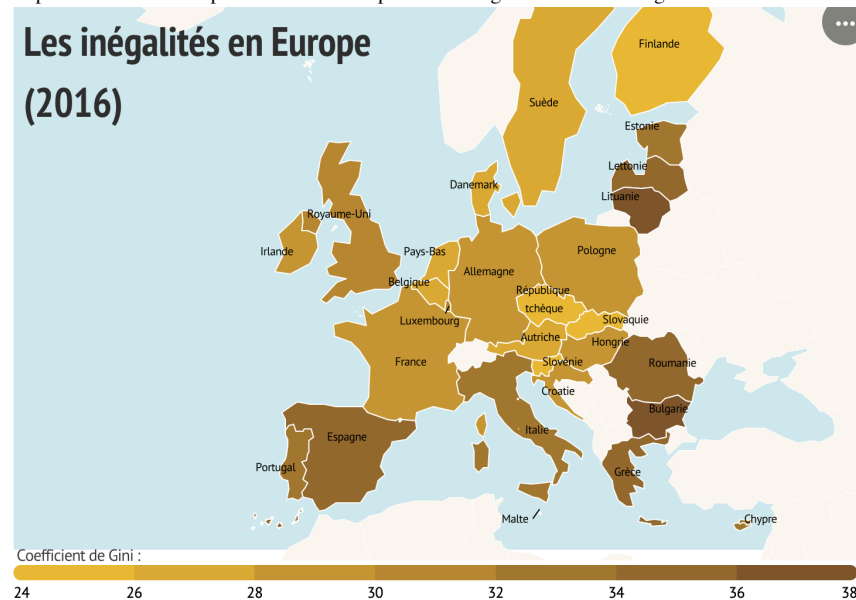 Les inégalités en Europe
(2016)
Finlande
Suède
Estonie
Lettonie
Danemark
Lituanie
Royaume-Uni
Irlande
Pays-Bas
Pologne
Allemagne
Belgique
République
tchèque
Luxembourg
Slovaquie
Autriche
Hongrie
France
Slovénie
Roumanie
Croatie
Bulgarie
Espagne
Italie
Portugal
Grèce
Malte
Chypre
Coefficient de Gini :
24 26 28 30 32 34 36 38